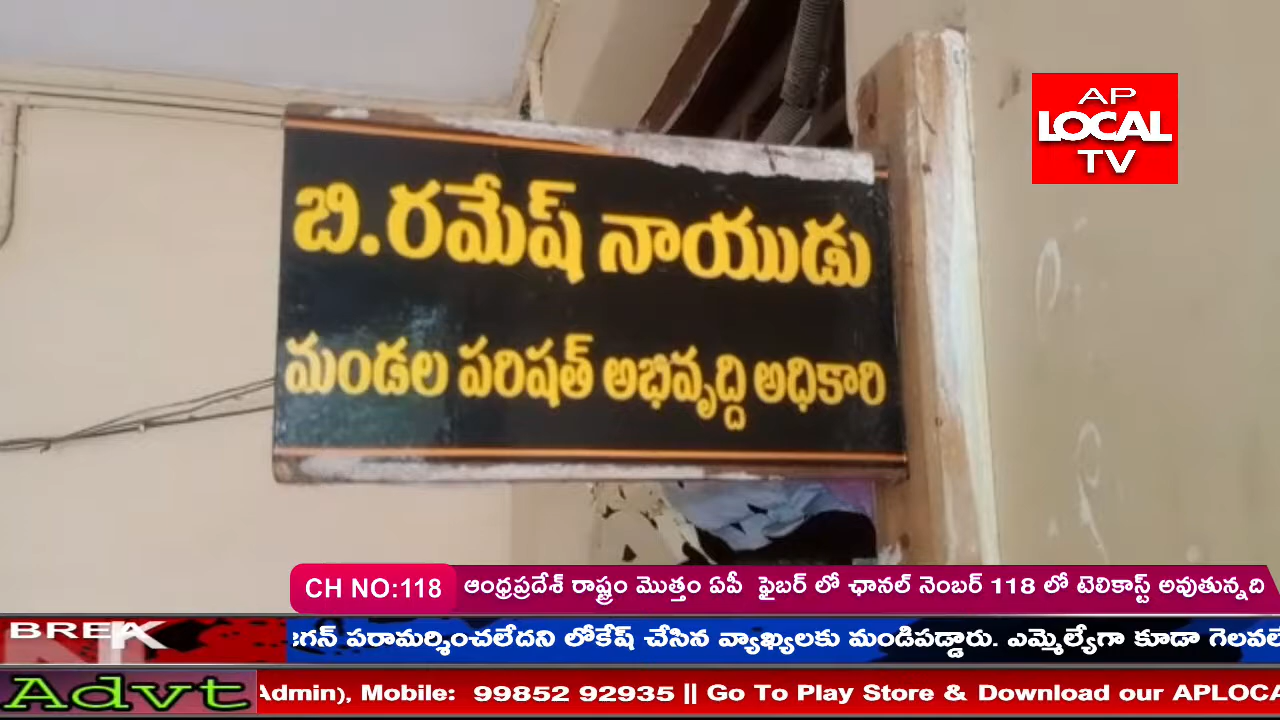 AP
LOCAL
TV
బి.రమేష్ నాయుడు
మండల పరిషత్ అభివృద్ది అధికారి
CH NO:118 ఆంధ్రప్రదేశ్ రాష్ట్రం మొత్తం ఏపీ ఫైబర్ లో ఛానల్ నెంబర్ 118 లో టెలికాస్ట్ అవుతున్నది
పరామర్శించలేదని లోకేష్ చేసిన వ్యాఖ్యలకు మండిపడ్డారు. ఎమ్మెల్యేగా కూడా
Advt Admin), Mobile: 99852 92935 || Go To Play Store & Download our APLOCA